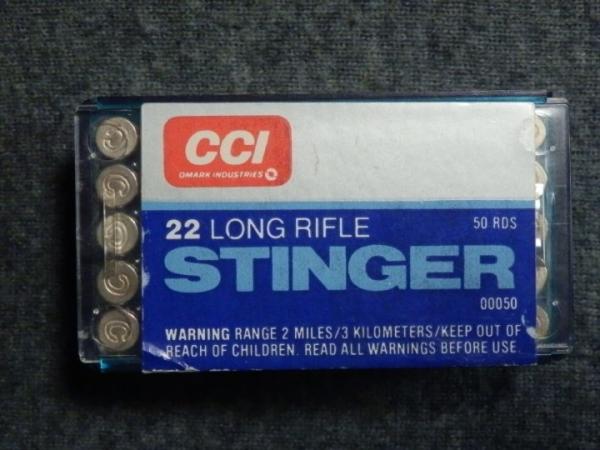 CCI
OMARK INDUSTRIES
22 LONG RIFLE
50 RDS
STINGER
00050
WARNING RANGE 2 MILES/3 KILOMETERS/KEEP OUT OF
REACH OF CHILDREN. READ ALL WARNINGS BEFORE USE.
C
C
C
C
C